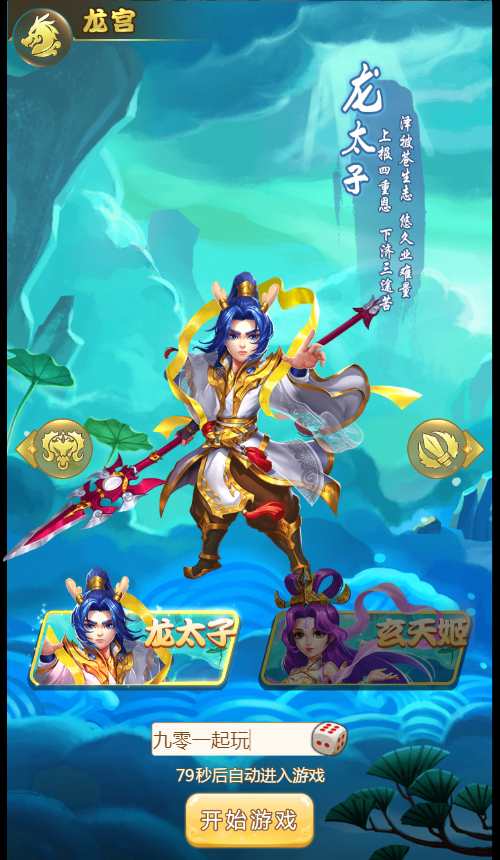 龙宫
龙太子
泽被苍生志 悠久业难量
上报四重恩 下济三途苦
龙太子
玄天姬
九零一起玩
79秒后自动进入游戏
开始游戏